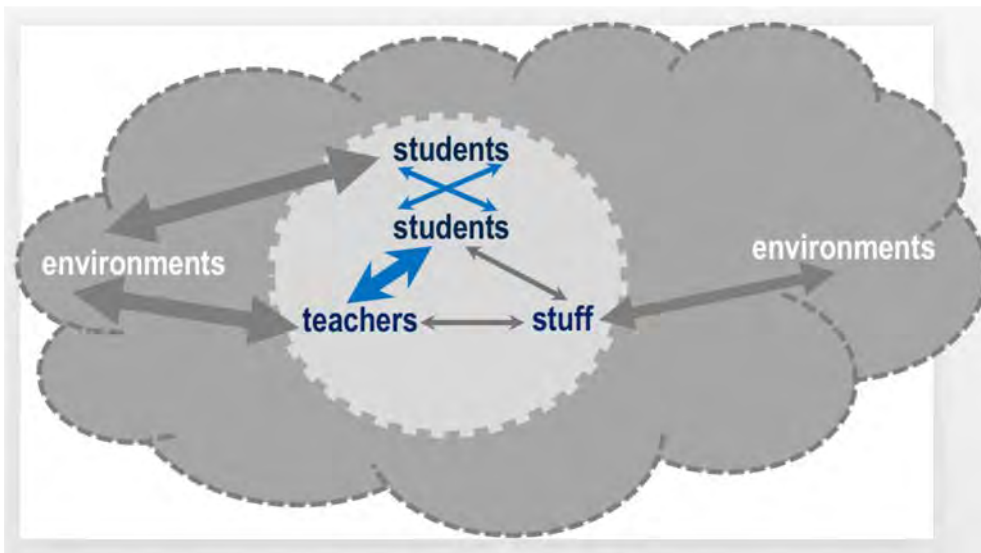 students
students
environments
environments
teachers
stuff